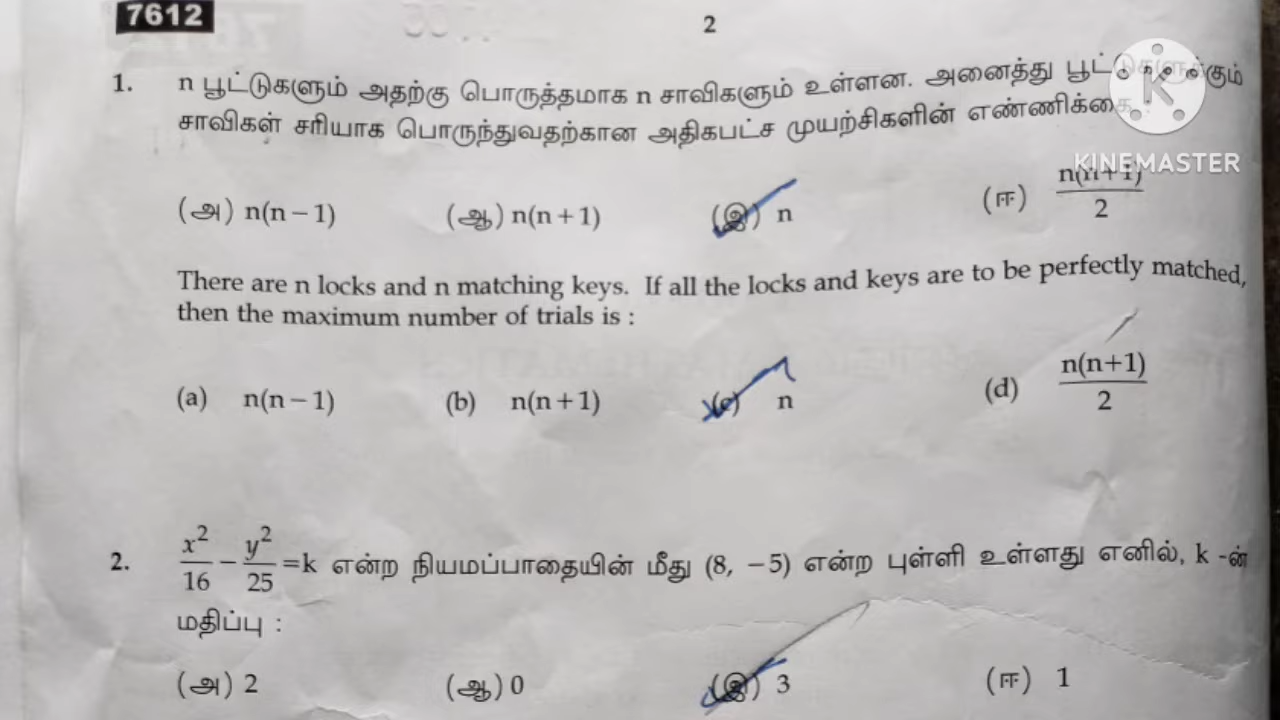 7612
2
1. n பூட்டுகளும் அதற்கு பொருத்தமாக n சாவிகளும் உள்ளன. அனைத்து
சாவிகள் சரியாக பொருந்துவதற்கான அதிகபட்ச முயற்சிகளின் எண்ணிக்கை
KINEMASTER
(அ) n(n − 1) (ஆ) n(n + 1) (இ) n (ஈ) n(n+1)/2
There are n locks and n matching keys. If all the locks and keys are to be perfectly matched,
then the maximum number of trials is :
(a) n(n − 1) (b) n(n + 1) (c) n (d) n(n+1)/2
2. x²/16 − y²/25 = k என்ற நியமப்பாதையின் மீது (8, −5) என்ற புள்ளி உள்ளது எனில், k -ன்
மதிப்பு :
(அ) 2 (ஆ) 0 (இ) 3 (ஈ) 1